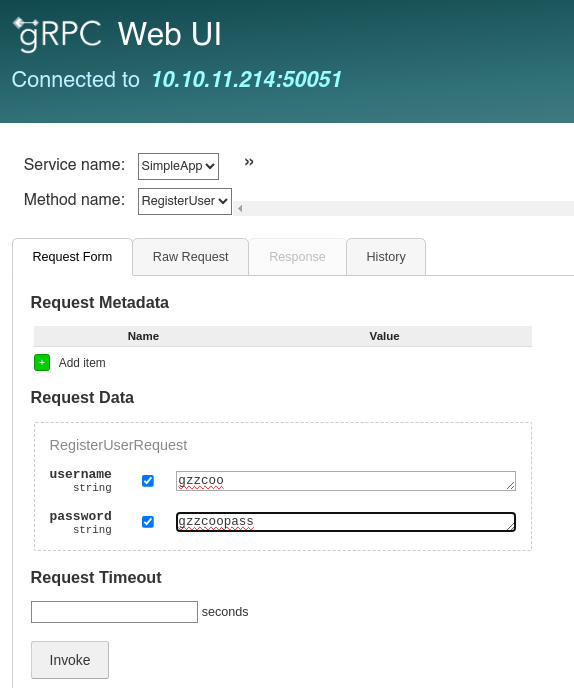 gRPC Web UI
Connected to 10.10.11.214:50051
Service name: SimpleApp »
Method name: RegisterUser
Request Form Raw Request Response History
Request Metadata
Name Value
+ Add item
Request Data
RegisterUserRequest
username gzzcoo
string
password gzzcoopass
string
Request Timeout
seconds
Invoke